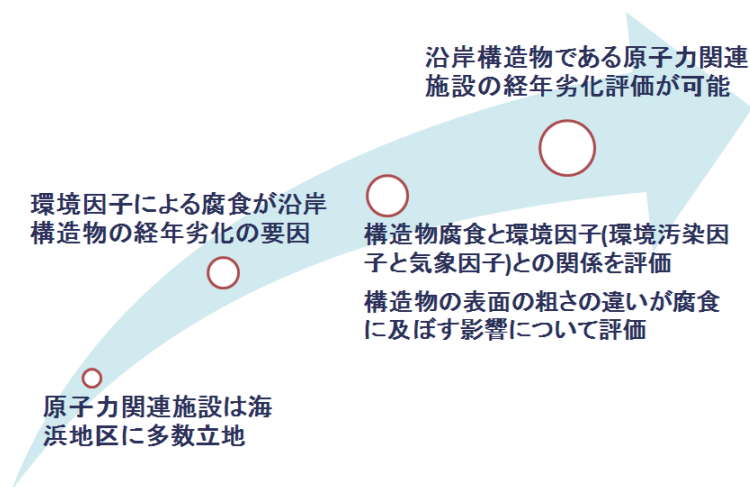 沿岸構造物である原子力関連
施設の経年劣化評価が可能
環境因子による腐食が沿岸
構造物の経年劣化の要因
構造物腐食と環境因子(環境汚染因
子と気象因子)との関係を評価
構造物の表面の粗さの違いが腐食
に及ぼす影響について評価
原子力関連施設は海
浜地区に多数立地